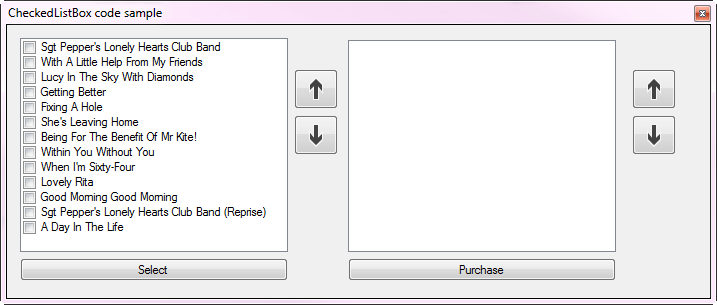 CheckedListBox code sample
Sgt Pepper's Lonely Hearts Club Band
With A Little Help From My Friends
Lucy In The Sky With Diamonds
Getting Better
Fixing A Hole
She's Leaving Home
Being For The Benefit Of Mr Kite!
Within You Without You
When I'm Sixty-Four
Lovely Rita
Good Morning Good Morning
Sgt Pepper's Lonely Hearts Club Band (Reprise)
A Day In The Life
Select
Purchase